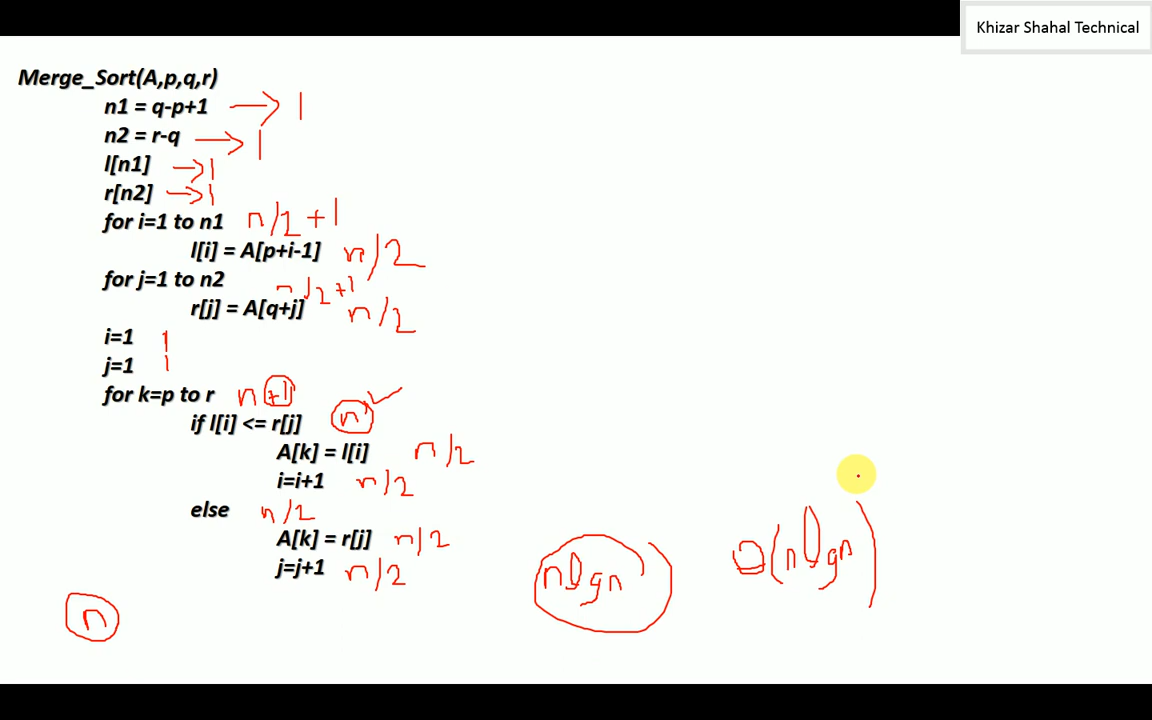 Khizar Shahal Technical
Merge_Sort(A,p,q,r)
n1 = q-p+1 → 1
n2 = r-q → 1
l[n1] → 1
r[n2] → 1
for i=1 to n1 n/2 +1
l[i] = A[p+i-1] n/2
for j=1 to n2 n/2 +1
r[j] = A[q+j] n/2
i=1 1
j=1 1
for k=p to r n +1
if l[i] <= r[j] n ✓
A[k] = l[i] n/2
i=i+1 n/2
else n/2
A[k] = r[j] n/2
j=j+1 n/2
nlgn (nlgn)
n